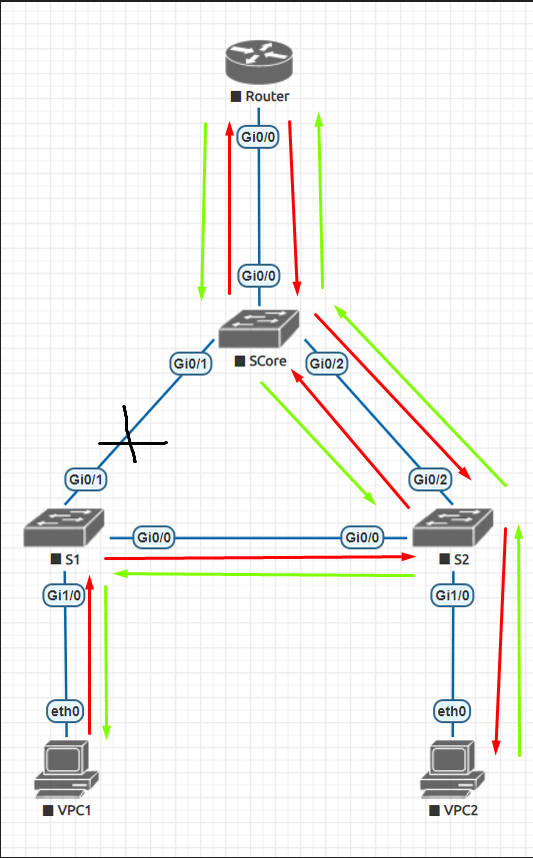 Router
Gi0/0
Gi0/0
SCore
Gi0/1
Gi0/2
Gi0/1
Gi0/2
Gi0/0
Gi0/0
S1
S2
Gi1/0
Gi1/0
eth0
eth0
VPC1
VPC2